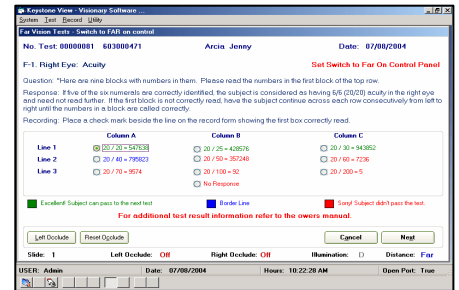 Keystone View - Visionary Software ...
System Test Record Utility
Far Vision Tests - Switch to FAR on control
No. Test: 00000081 603000471 Arcia Jenny Date: 07/08/2004
F-1. Right Eye: Acuity Set Switch to Far On Control Panel
Question: "Here are nine blocks with numbers in them. Please read the numbers in the first block of the top row.
Response: If five of the six numerals are correctly identified, the subject is considered as having 6/6 (20/20) acuity in the right eye
and need not read further. If the first block is not correctly read, have the subject continue across each row consecutively from left to
right until the numbers in a block are called correctly.
Recording: Place a check mark beside the line on the record form showing the first box correctly read.
Column A Column B Column C
Line 1 20 / 20 = 547638 20 / 25 = 428576 20 / 30 = 943852
Line 2 20 / 40 = 795823 20 / 50 = 357248 20 / 60 = 7236
Line 3 20 / 70 = 9574 20 / 100 = 92 20 / 200 = 5
No Response
Excellent! Subject can pass to the next test Border Line Sorry! Subject didn't pass the test.
For additional test result information refer to the owers manual.
Left Occlude Reset Occlude Cancel Next
Slide: 1 Left Occlude: Off Right Occlude: Off Illumination: D Distance: Far
USER: Admin Date: 07/08/2004 Hours: 10:22:28 AM Open Port: True